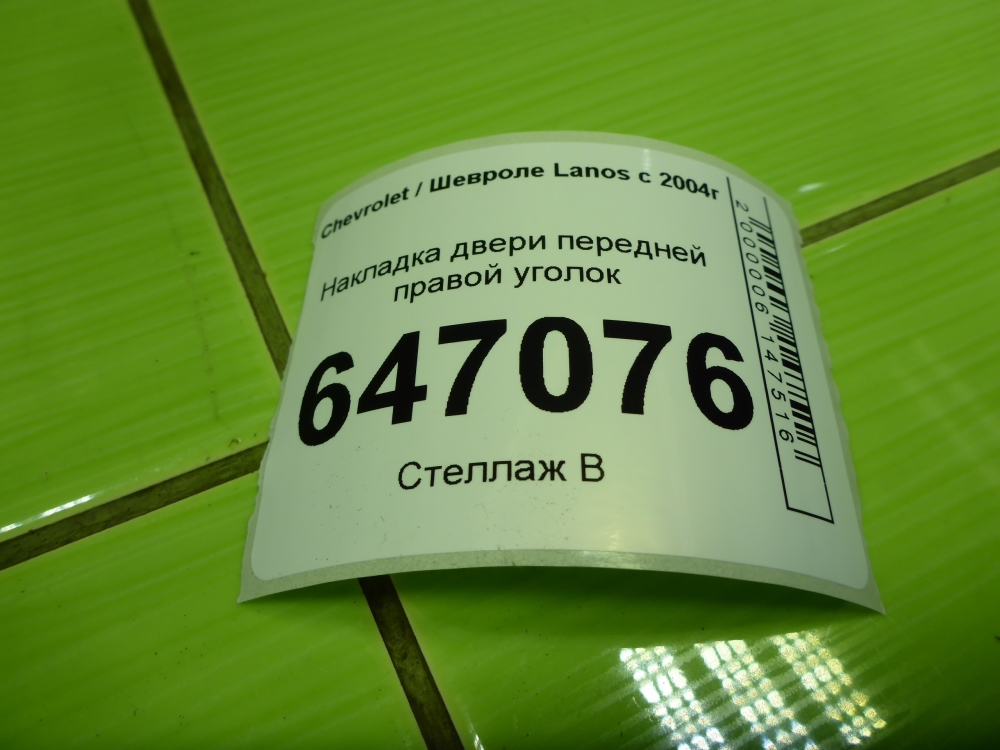 Chevrolet / Шевроле Lanos с 2004г
Накладка двери передней
правой уголок
647076
Стеллаж В
2000006147516